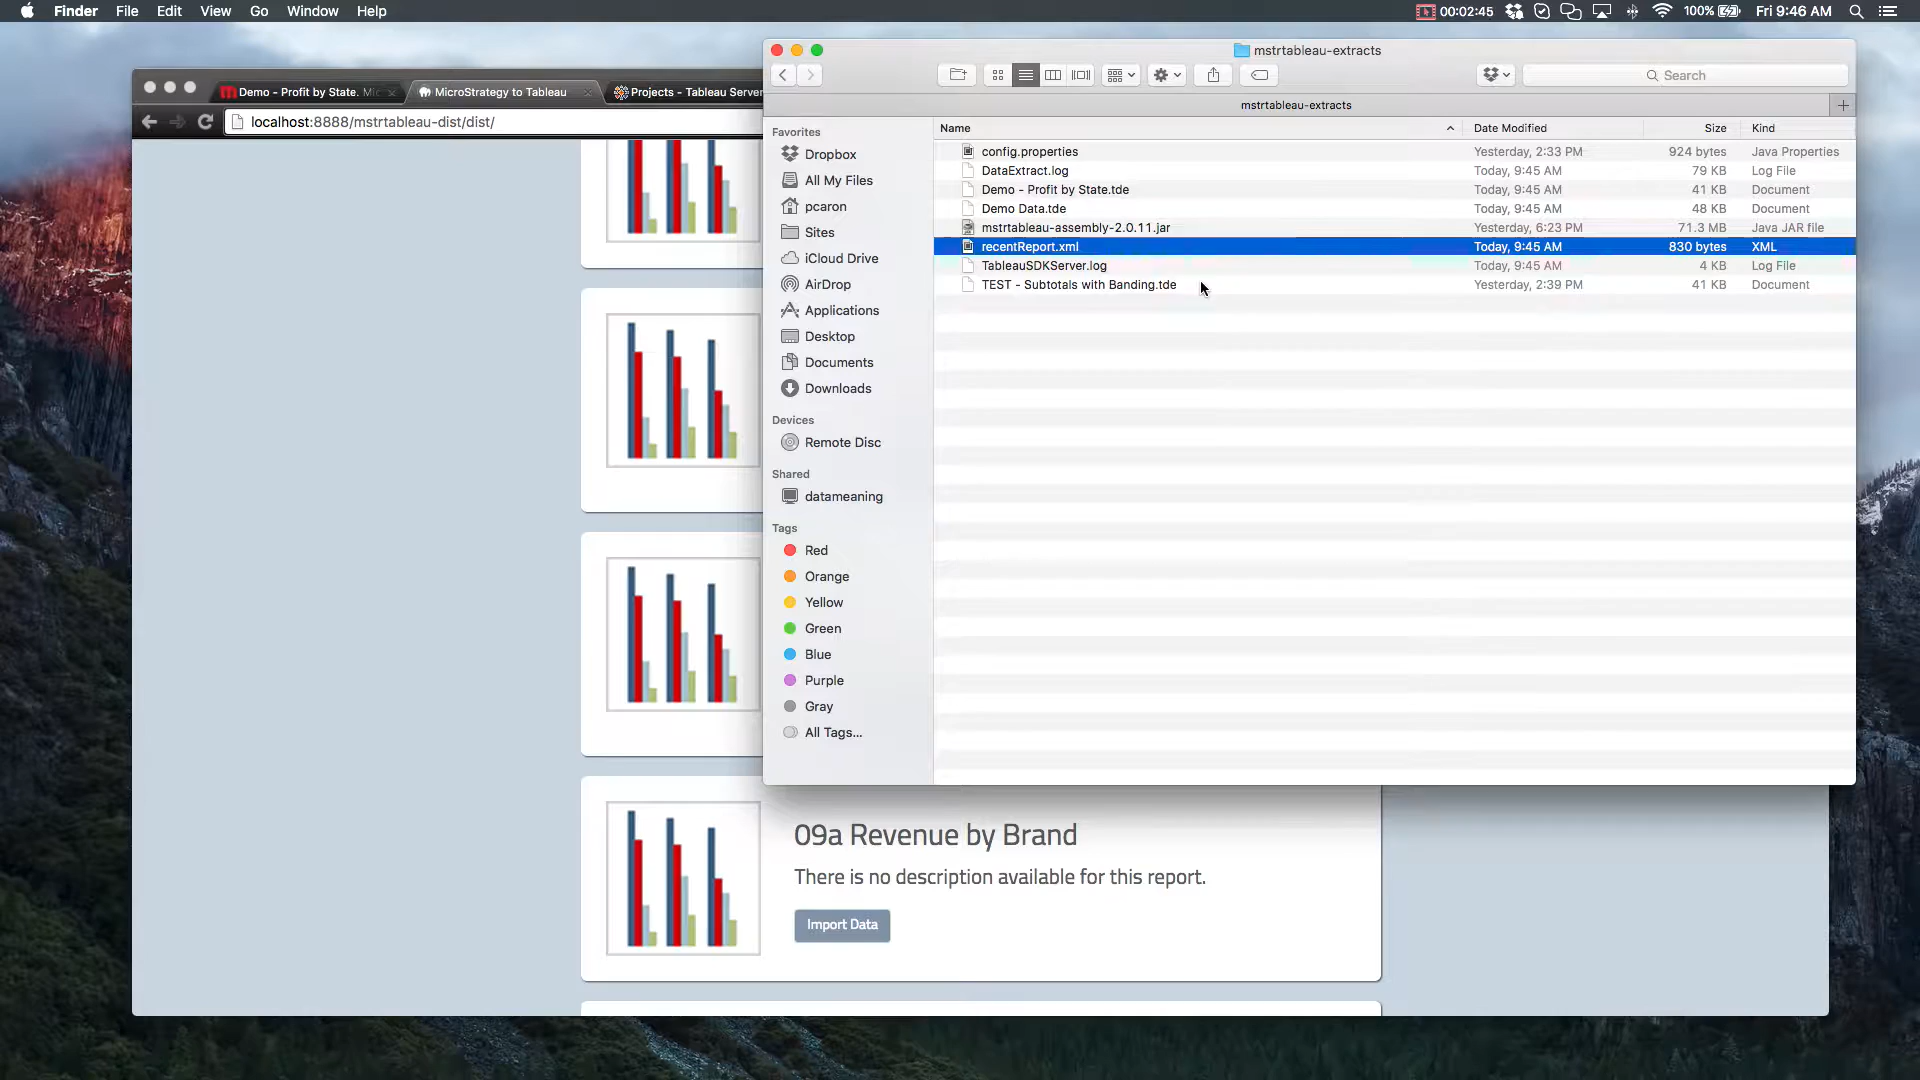 Finder File Edit View Go Window Help
00:02:45 100% Fri 9:46 AM
mstrtableau-extracts
Search
mstrtableau-extracts
Demo - Profit by State. Mic
MicroStrategy to Tableau
Projects - Tableau Server
localhost:8888/mstrtableau-dist/dist/
Favorites
Dropbox
All My Files
pcaron
Sites
iCloud Drive
AirDrop
Applications
Desktop
Documents
Downloads
Devices
Remote Disc
Shared
datameaning
Tags
Red
Orange
Yellow
Green
Blue
Purple
Gray
All Tags...
Name Date Modified Size Kind
config.properties Yesterday, 2:33 PM 924 bytes Java Properties
DataExtract.log Today, 9:45 AM 79 KB Log File
Demo - Profit by State.tde Today, 9:45 AM 41 KB Document
Demo Data.tde Today, 9:45 AM 48 KB Document
mstrtableau-assembly-2.0.11.jar Yesterday, 6:23 PM 71.3 MB Java JAR file
recentReport.xml Today, 9:45 AM 830 bytes XML
TableauSDKServer.log Today, 9:45 AM 4 KB Log File
TEST - Subtotals with Banding.tde Yesterday, 2:39 PM 41 KB Document
09a Revenue by Brand
There is no description available for this report.
Import Data